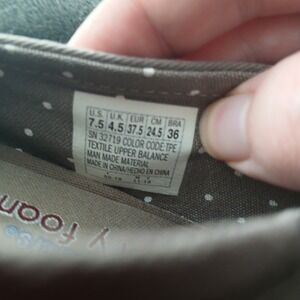 U.S. U.K. EUR CM BRA
7.5 4.5 37.5 24.5 36
SN 32719 COLOR CODE:TPE
TEXTILE UPPER BALANCE
MAN MADE MATERIAL
MADE IN CHINA/HECHO EN CHINA
y foam